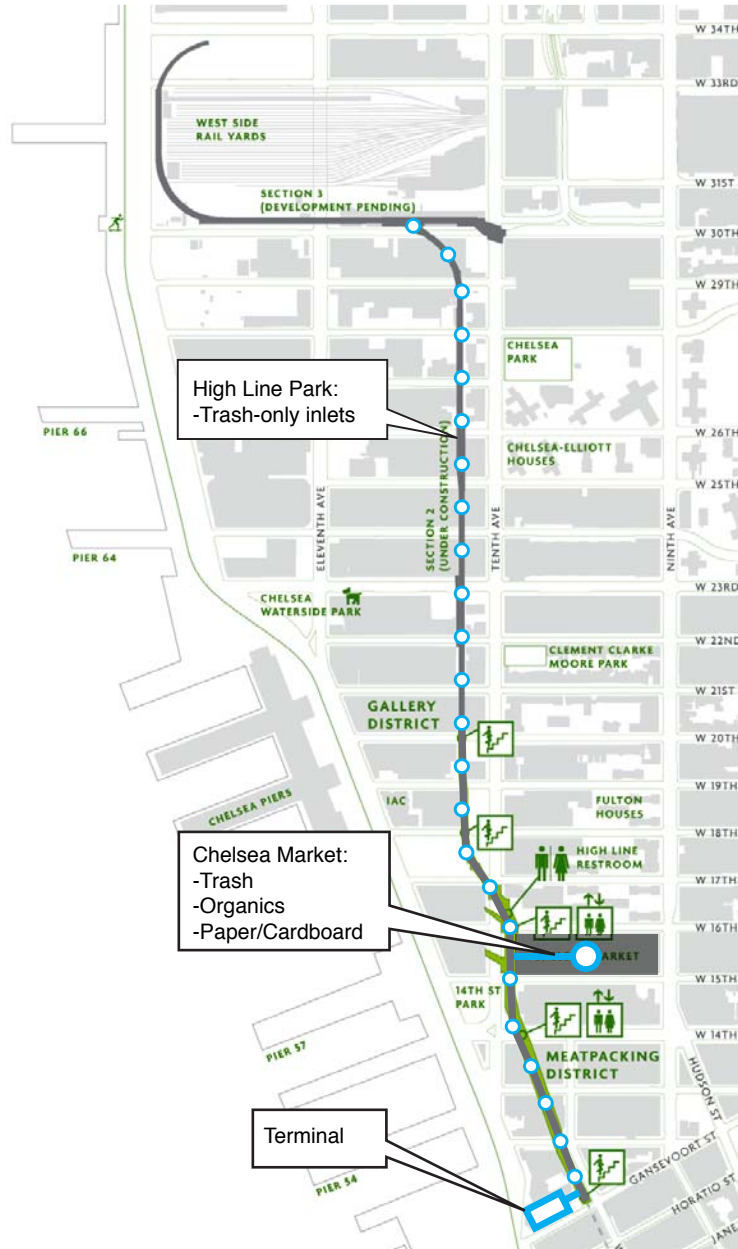 W 34TH
W 33RD
WEST SIDE
RAIL YARDS
W 31ST
SECTION 3
(DEVELOPMENT PENDING)
W 30TH
W 29TH
CHELSEA
PARK
High Line Park:
-Trash-only inlets
PIER 66
W 26TH
CHELSEA-ELLIOTT
HOUSES
W 25TH
ELEVENTH AVE
SECTION 2
(UNDER CONSTRUCTION)
TENTH AVE
NINTH AVE
PIER 64
W 23RD
CHELSEA
WATERSIDE PARK
W 22ND
CLEMENT CLARKE
MOORE PARK
W 21ST
GALLERY
DISTRICT
W 20TH
W 19TH
IAC
FULTON
HOUSES
CHELSEA PIERS
W 18TH
Chelsea Market:
-Trash
-Organics
-Paper/Cardboard
HIGH LINE
RESTROOM
W 17TH
W 16TH
ARKET
W 15TH
14TH ST
PARK
W 14TH
PIER 57
MEATPACKING
DISTRICT
HUDSON ST
Terminal
PIER 54
GANSEVOORT ST
HORATIO ST
JANE